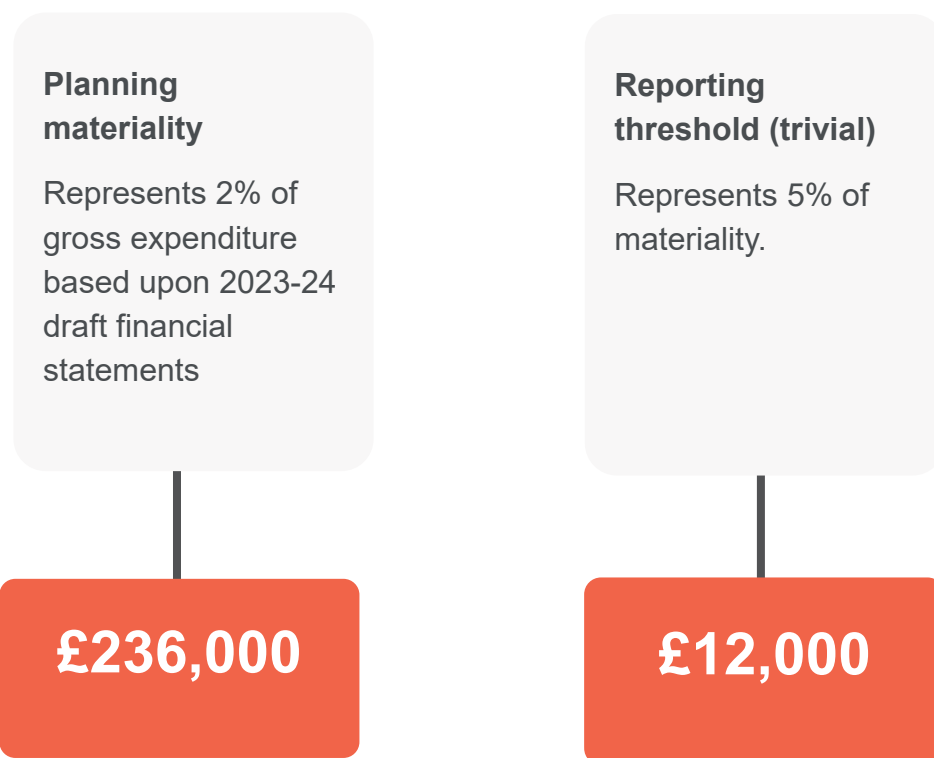 Planning
materiality
Represents 2% of
gross expenditure
based upon 2023-24
draft financial
statements
£236,000
Reporting
threshold (trivial)
Represents 5% of
materiality.
£12,000